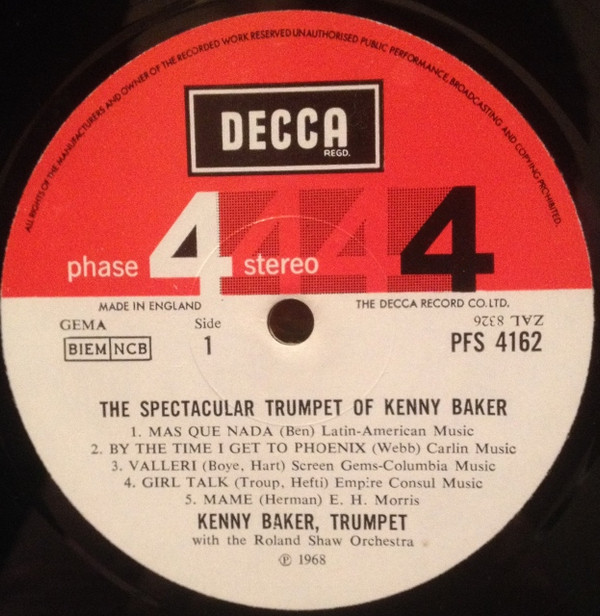 ALL RIGHTS OF THE MANUFACTURERS AND OWNER OF THE RECORDED WORK RESERVED UNAUTHORISED PUBLIC PERFORMANCE, BROADCASTING AND COPYING PROHIBITED.
DECCA
REGD.
phase 4 stereo 4 4 4
MADE IN ENGLAND THE DECCA RECORD CO. LTD.
GEMA Side ZAL 8326
BIEM NCB 1 PFS 4162
THE SPECTACULAR TRUMPET OF KENNY BAKER
1. MAS QUE NADA (Ben) Latin-American Music
2. BY THE TIME I GET TO PHOENIX (Webb) Carlin Music
3. VALLERI (Boye, Hart) Screen Gems-Columbia Music
4. GIRL TALK (Troup, Hefti) Empire Consul Music
5. MAME (Herman) E. H. Morris
KENNY BAKER, TRUMPET
with the Roland Shaw Orchestra
℗ 1968